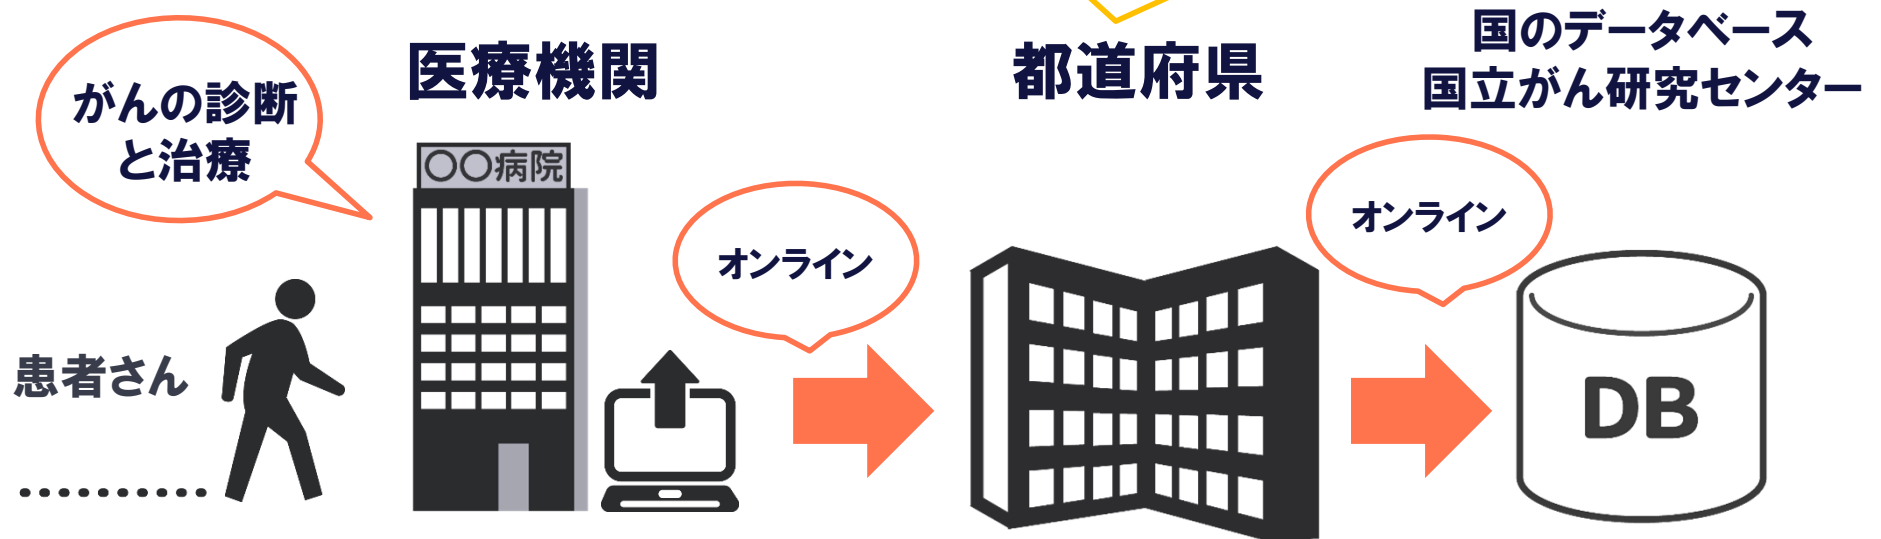 がんの診断
と治療
医療機関
都道府県
国のデータベース
国立がん研究センター
〇〇病院
オンライン
オンライン
患者さん
DB